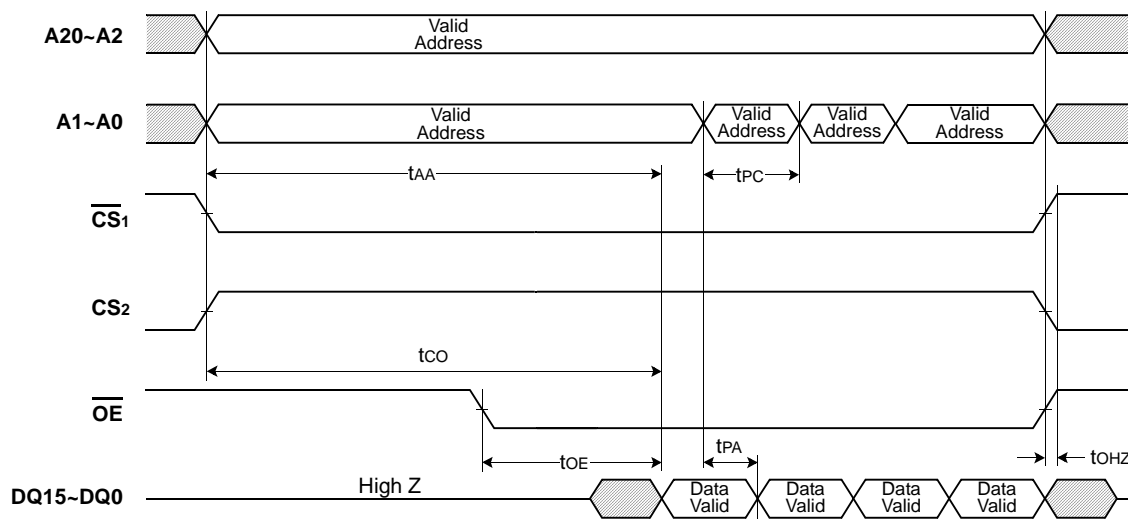 A20~A2
Valid
Address
A1~A0
Valid
Address
Valid
Address
Valid
Address
Valid
Address
tAA
tPC
CS1
CS2
tCO
OE
tOE
tPA
tOHZ
DQ15~DQ0
High Z
Data
Valid
Data
Valid
Data
Valid
Data
Valid